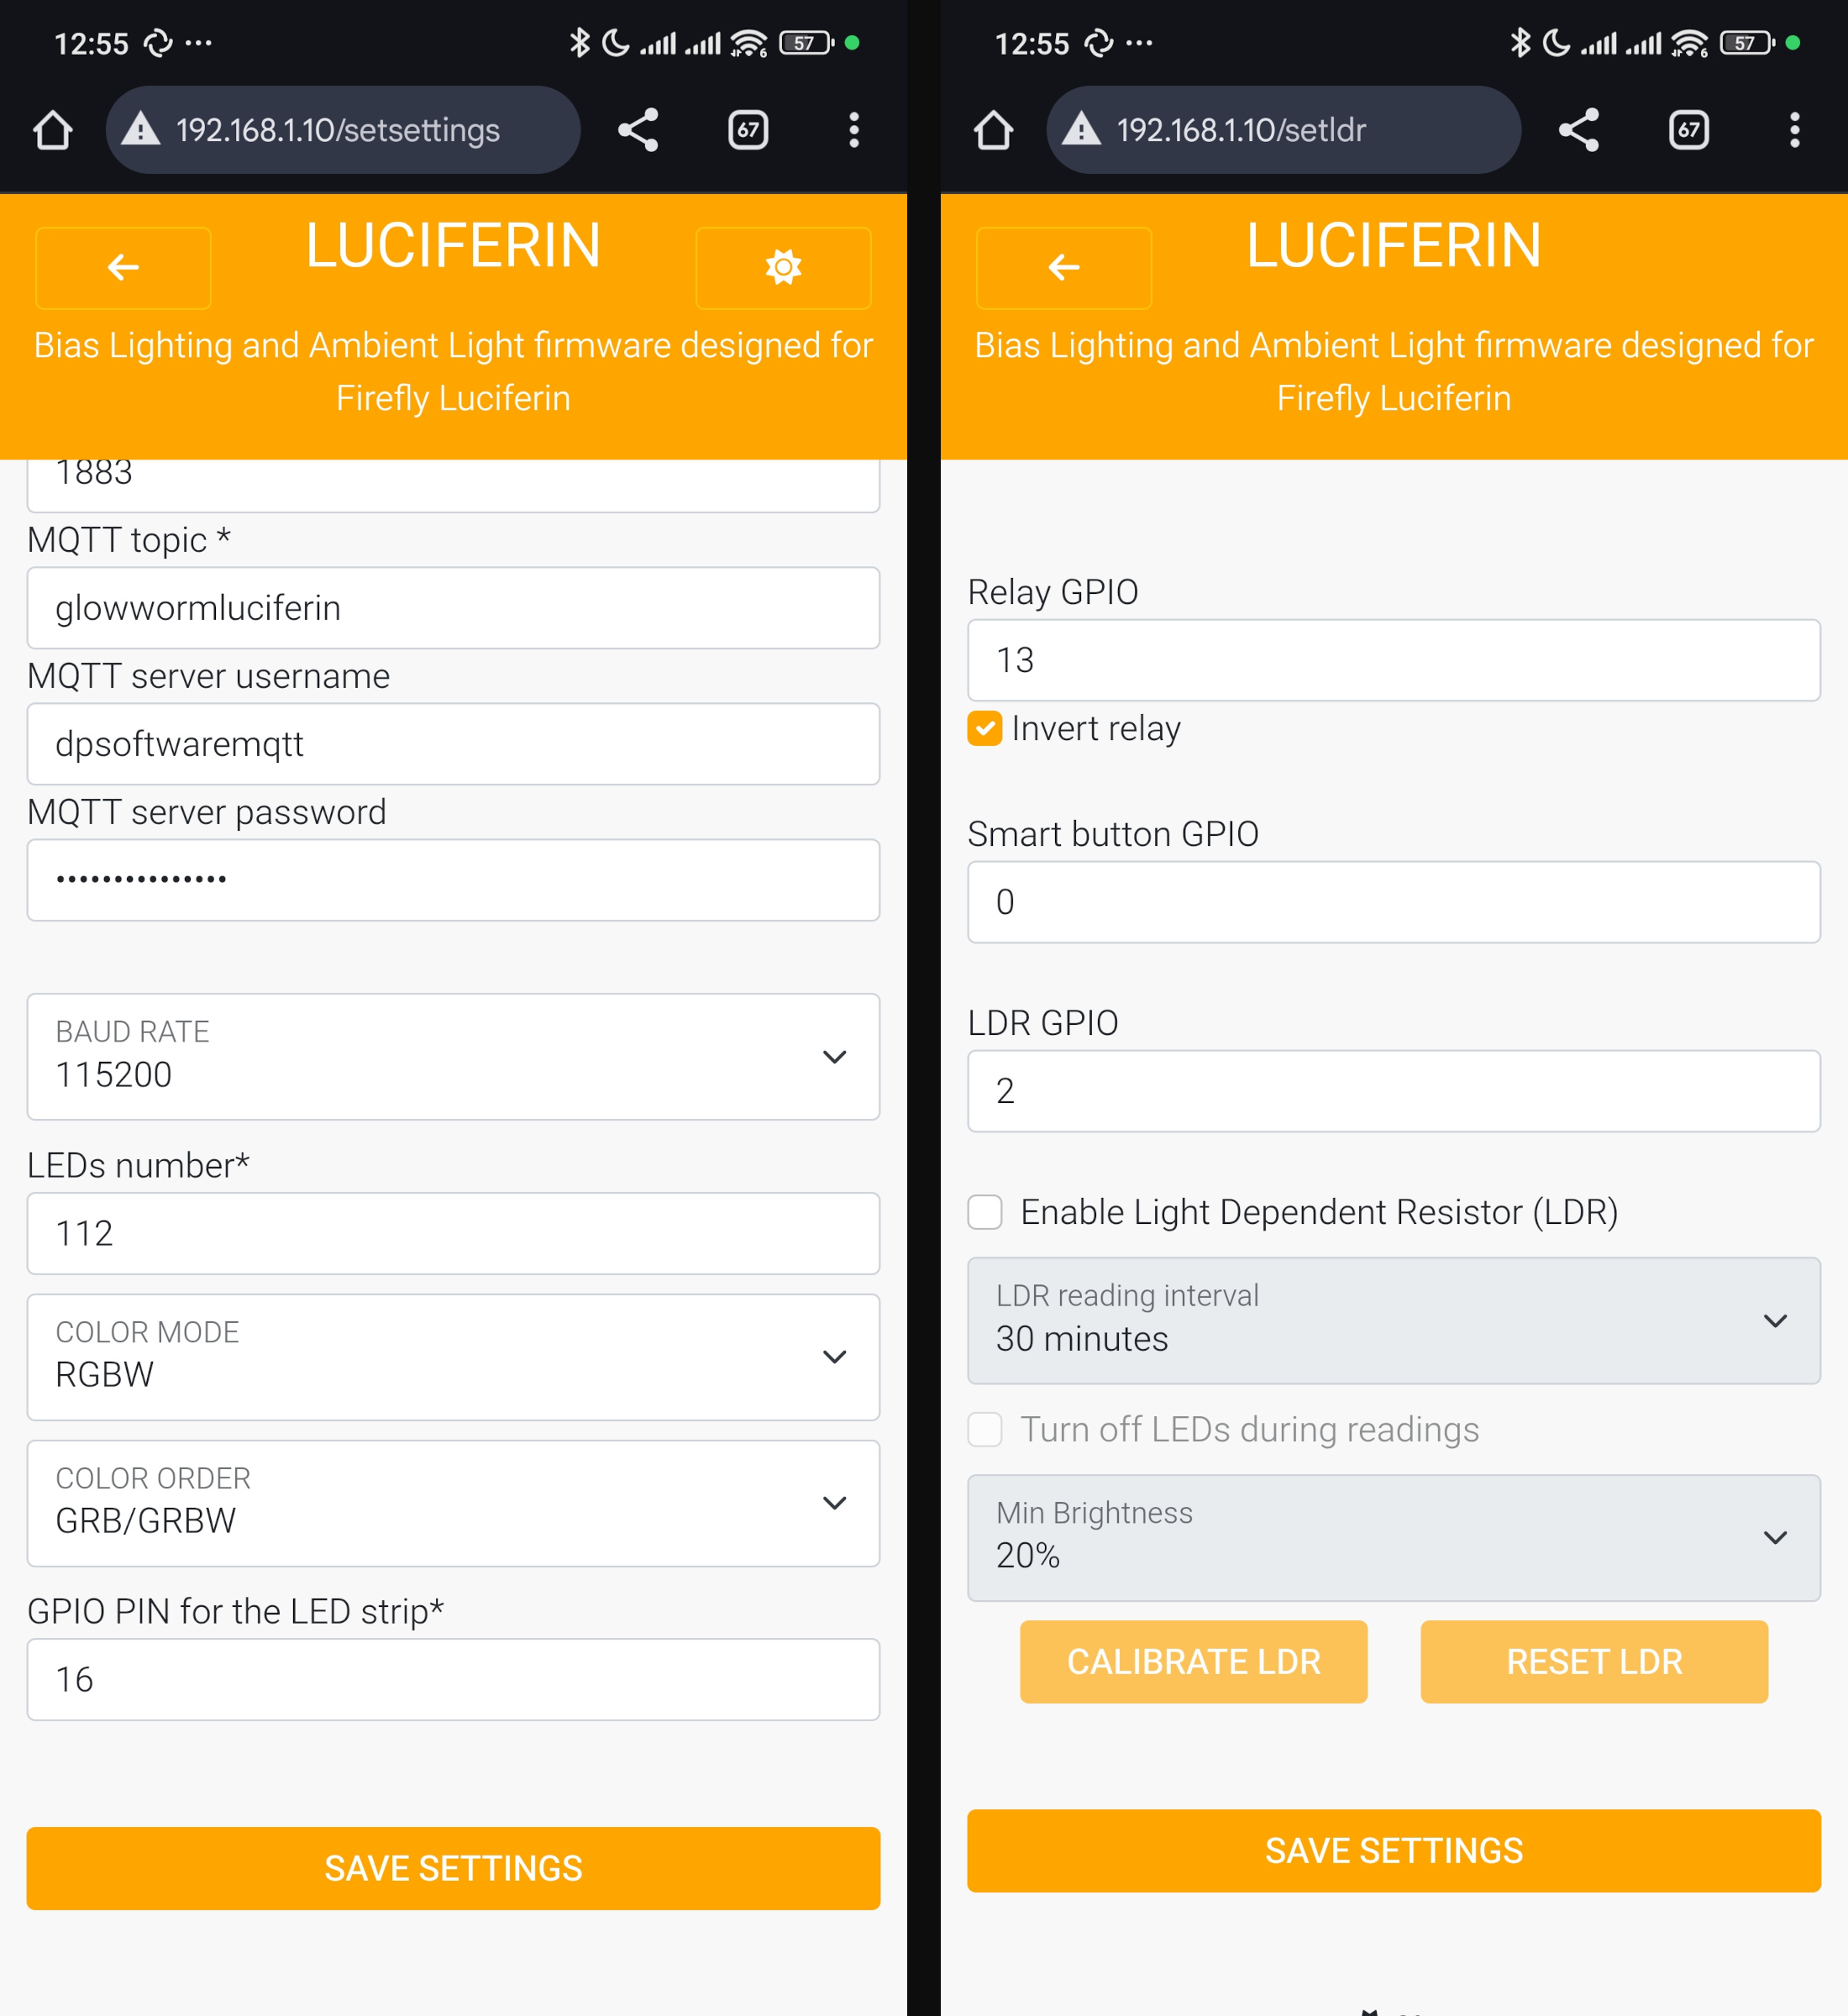 12:55 ...
57
192.168.1.10/setsettings
67
LUCIFERIN
Bias Lighting and Ambient Light firmware designed for
Firefly Luciferin
1883
MQTT topic *
glowwormluciferin
MQTT server username
dpsoftwaremqtt
MQTT server password
•••••••••••••••
BAUD RATE
115200
LEDs number*
112
COLOR MODE
RGBW
COLOR ORDER
GRB/GRBW
GPIO PIN for the LED strip*
16
SAVE SETTINGS
12:55 ...
57
192.168.1.10/setldr
67
LUCIFERIN
Bias Lighting and Ambient Light firmware designed for
Firefly Luciferin
Relay GPIO
13
Invert relay
Smart button GPIO
0
LDR GPIO
2
Enable Light Dependent Resistor (LDR)
LDR reading interval
30 minutes
Turn off LEDs during readings
Min Brightness
20%
CALIBRATE LDR
RESET LDR
SAVE SETTINGS